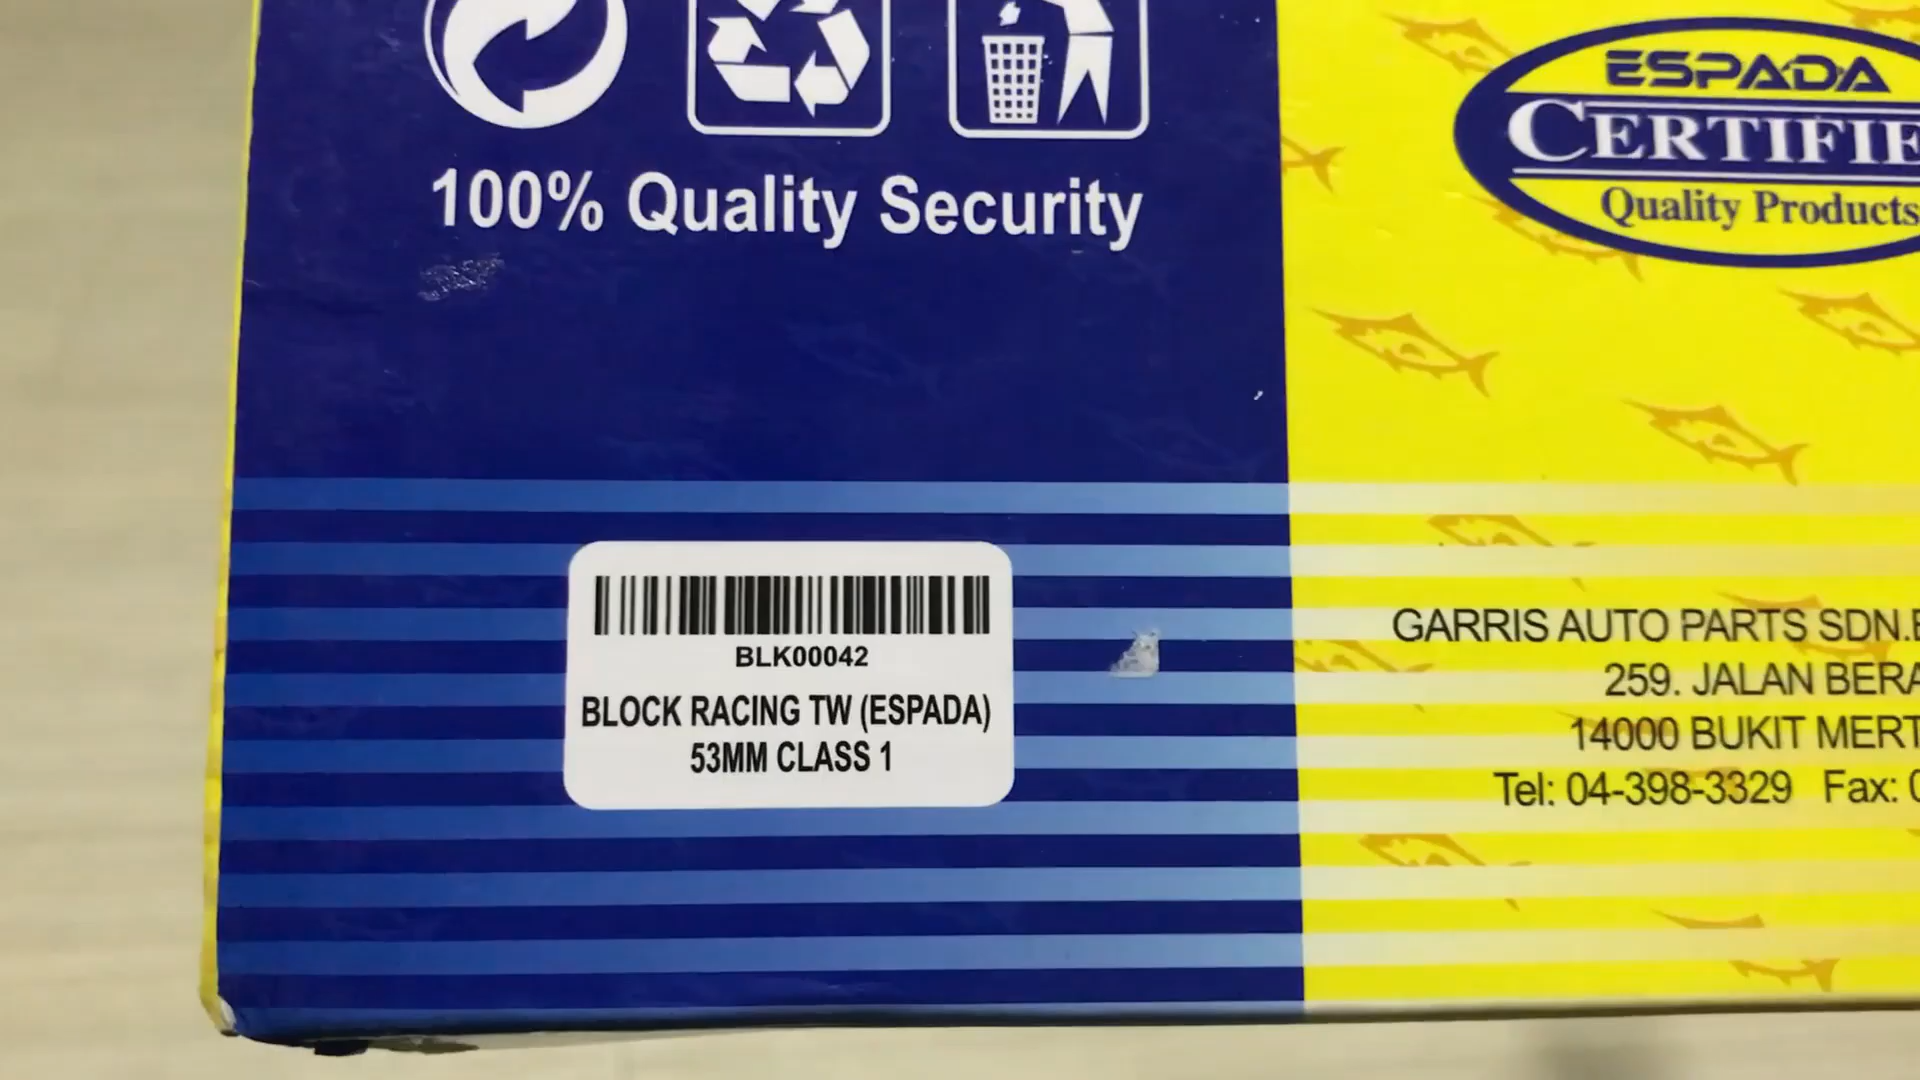 100% Quality Security
ESPADA
CERTIFIE
Quality Products
BLK00042
BLOCK RACING TW (ESPADA)
53MM CLASS 1
GARRIS AUTO PARTS SDN.
259. JALAN BERA
14000 BUKIT MERT
Tel: 04-398-3329 Fax: 0